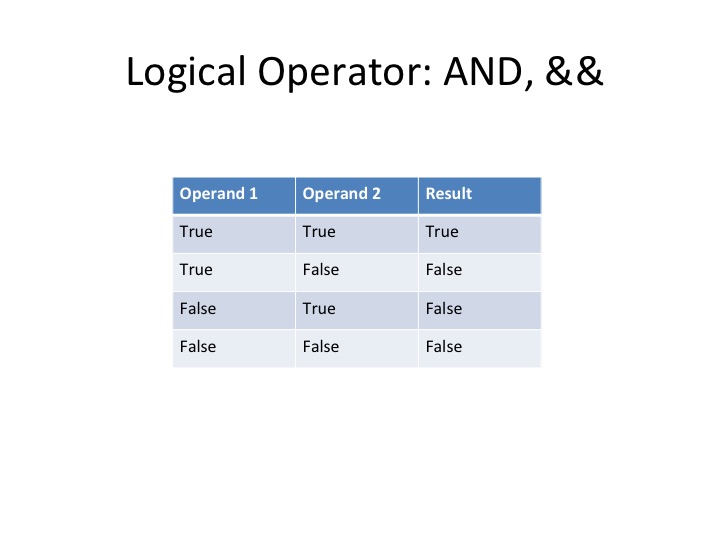 Logical Operator: AND, &&
Operand 1 Operand 2 Result
True True True
True False False
False True False
False False False